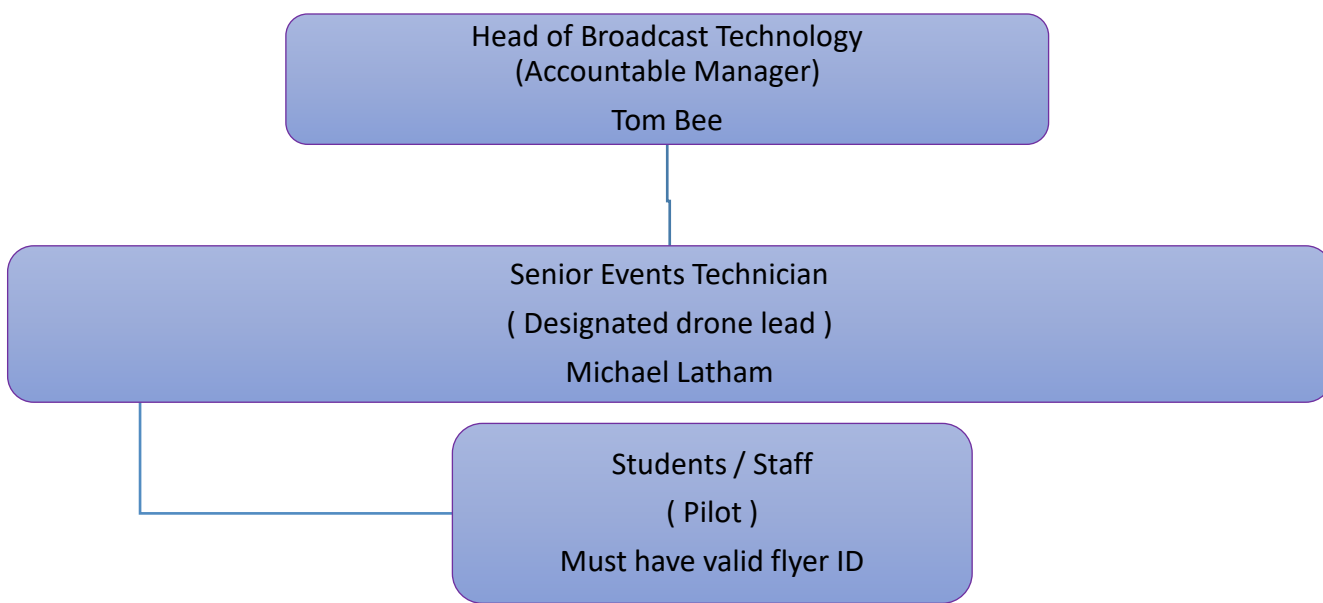 Head of Broadcast Technology
(Accountable Manager)
Tom Bee
Senior Events Technician
( Designated drone lead )
Michael Latham
Students / Staff
( Pilot )
Must have valid flyer ID